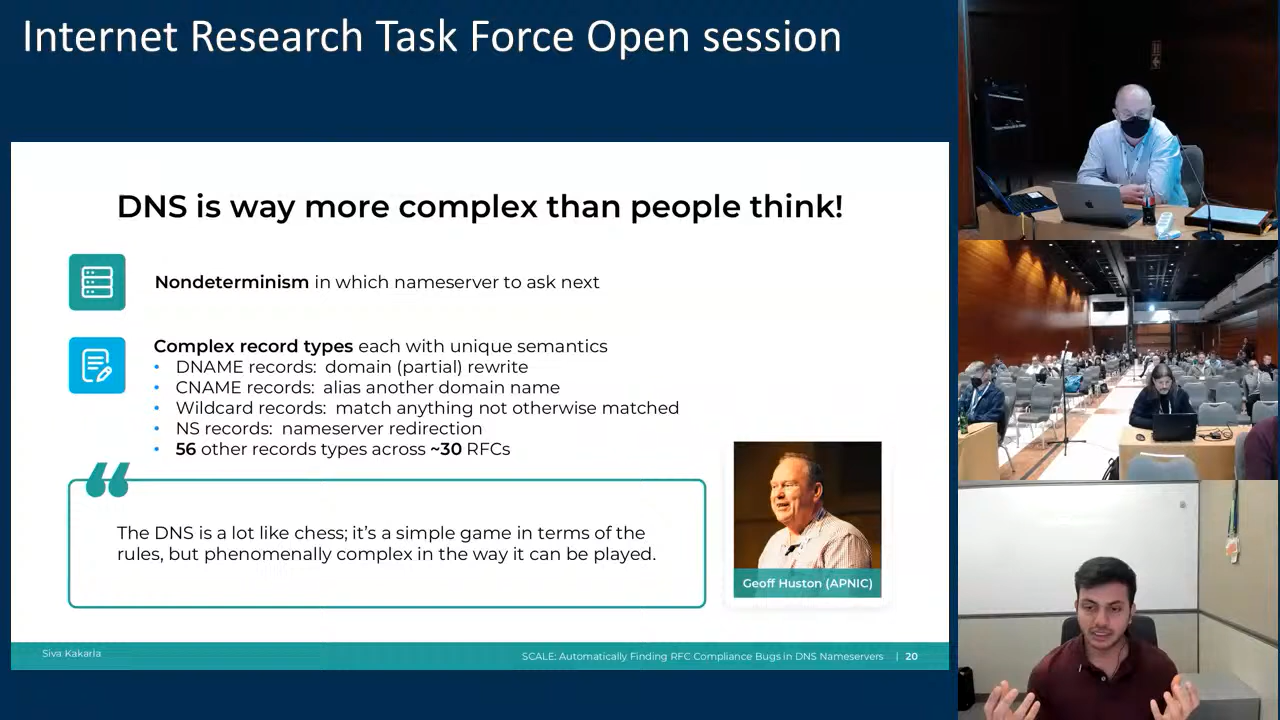 Internet Research Task Force Open session
DNS is way more complex than people think!
Nondeterminism in which nameserver to ask next
Complex record types each with unique semantics
• DNAME records: domain (partial) rewrite
• CNAME records: alias another domain name
• Wildcard records: match anything not otherwise matched
• NS records: nameserver redirection
• 56 other records types across ~30 RFCs
“
The DNS is a lot like chess; it’s a simple game in terms of the
rules, but phenomenally complex in the way it can be played.
Geoff Huston (APNIC)
Siva Kakarla
SCALE: Automatically Finding RFC Compliance Bugs in DNS Nameservers | 20